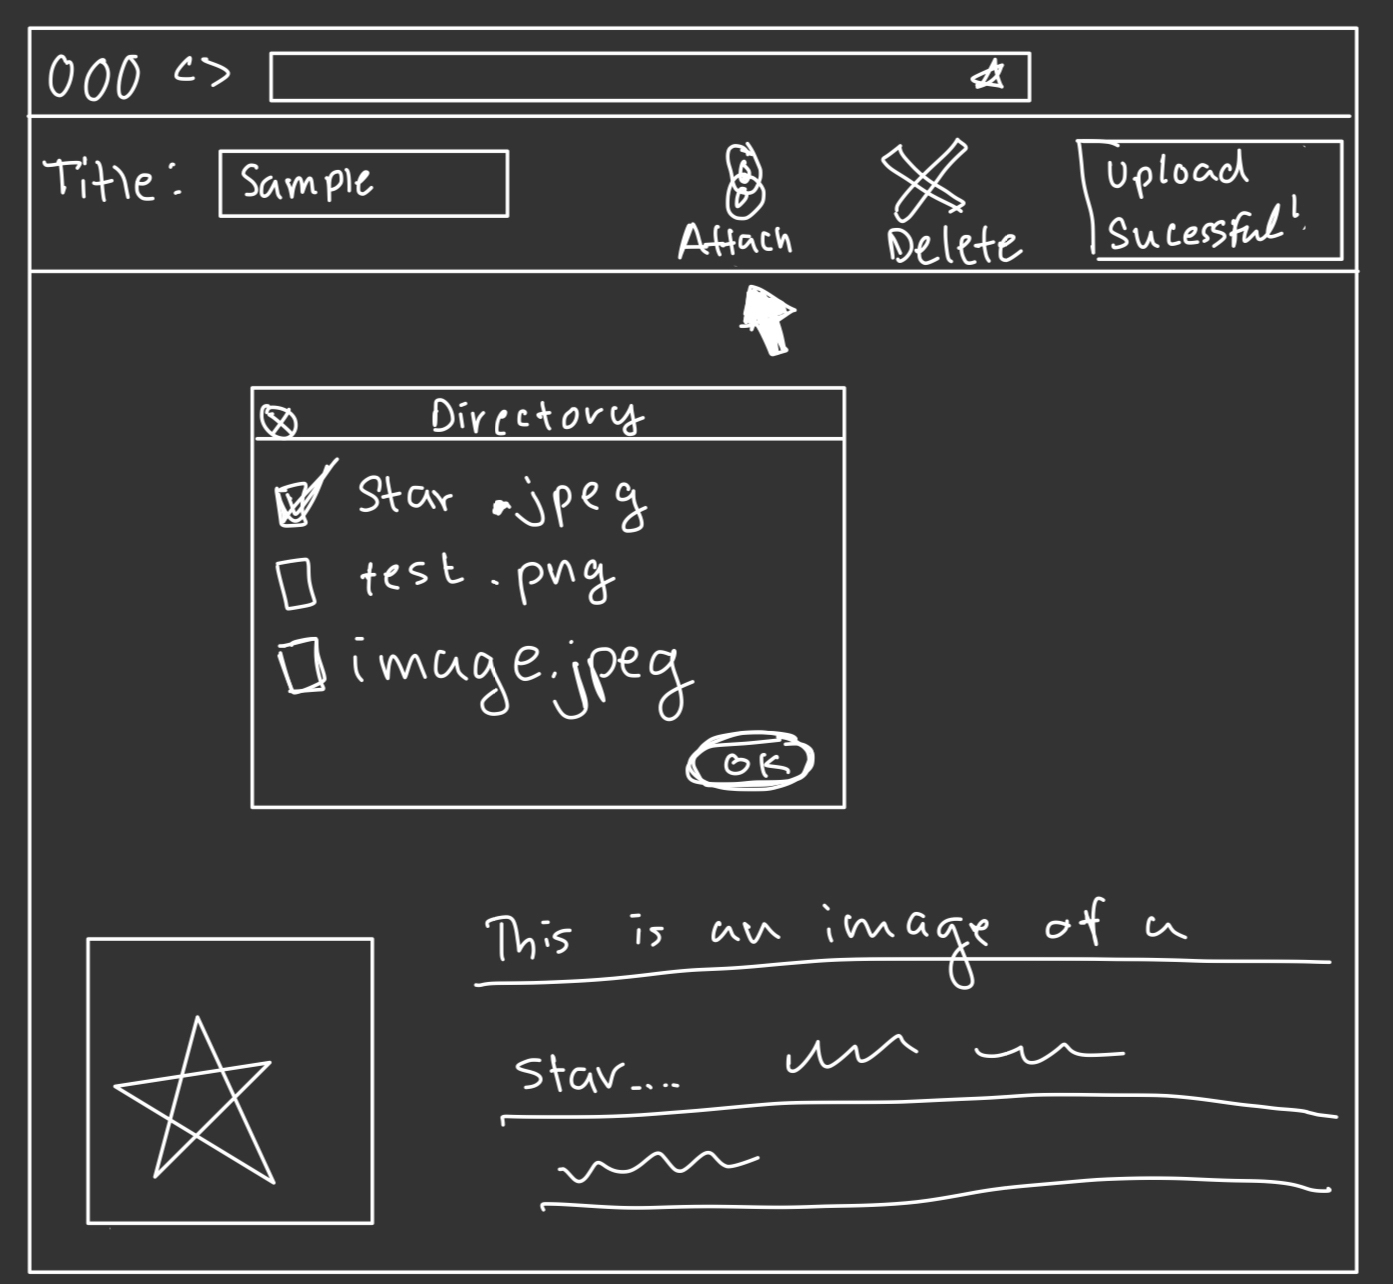 Title: Sample
Attach
Delete
Upload
Sucessful!
Directory
Star .jpeg
test.png
image.jpeg
OK
This is an image of a
Star....